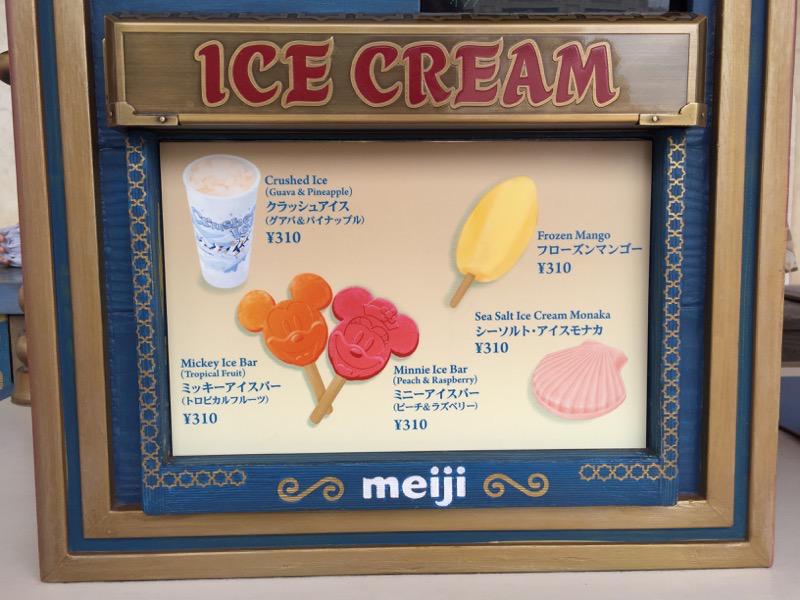 ICE CREAM
Crushed Ice
(Guava & Pineapple)
クラッシュアイス
(グアバ&パイナップル)
¥310
Frozen Mango
フローズンマンゴー
¥310
Sea Salt Ice Cream Monaka
シーソルト・アイスモナカ
¥310
Mickey Ice Bar
(Tropical Fruit)
ミッキーアイスバー
(トロピカルフルーツ)
¥310
Minnie Ice Bar
(Peach & Raspberry)
ミニーアイスバー
(ピーチ&ラズベリー)
¥310
meiji